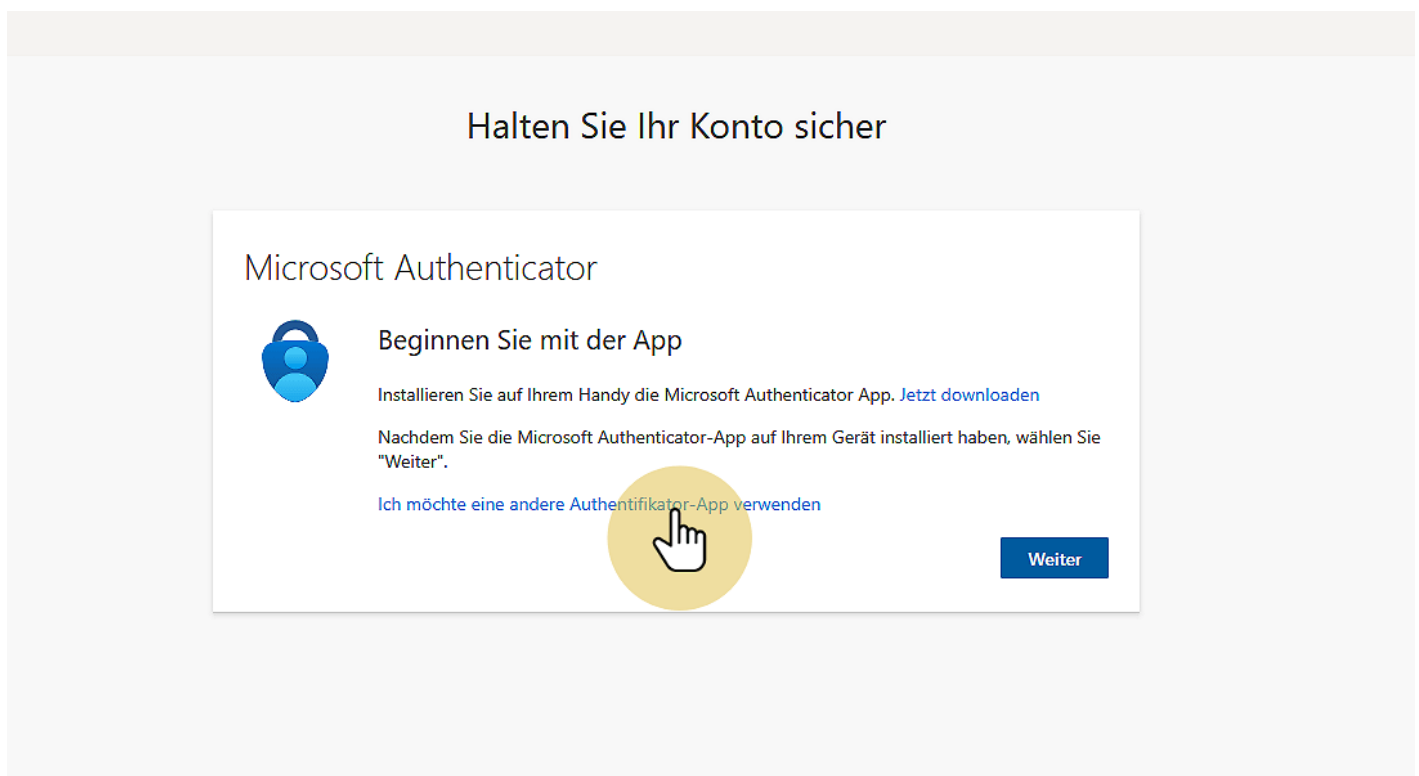 Halten Sie Ihr Konto sicher
Microsoft Authenticator
Beginnen Sie mit der App
Installieren Sie auf Ihrem Handy die Microsoft Authenticator App. Jetzt downloaden
Nachdem Sie die Microsoft Authenticator-App auf Ihrem Gerät installiert haben, wählen Sie
"Weiter".
Ich möchte eine andere Authentifikator-App verwenden
Weiter